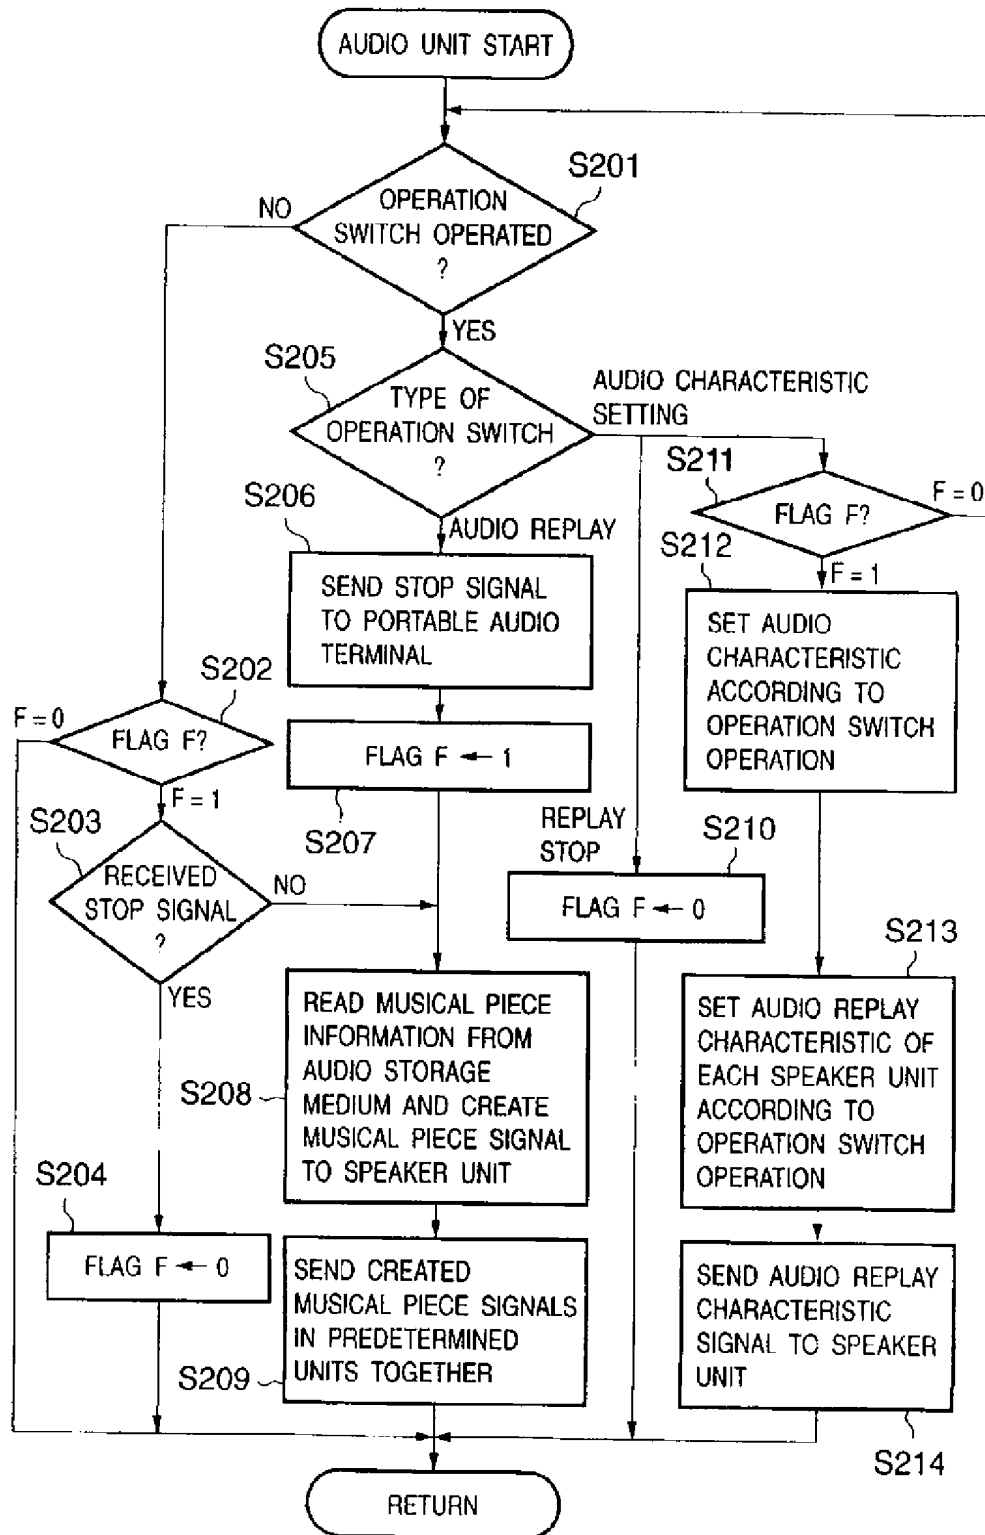 AUDIO UNIT START
S201
OPERATION
SWITCH OPERATED
?
NO
YES
S205
TYPE OF
OPERATION SWITCH
?
AUDIO CHARACTERISTIC
SETTING
S211
FLAG F?
F = 0
F = 1
S206
AUDIO REPLAY
SEND STOP SIGNAL
TO PORTABLE AUDIO
TERMINAL
S212
SET AUDIO
CHARACTERISTIC
ACCORDING TO
OPERATION SWITCH
OPERATION
S202
F = 0
FLAG F?
F = 1
FLAG F ← 1
S207
S203
RECEIVED
STOP SIGNAL
?
NO
YES
REPLAY
STOP
S210
FLAG F ← 0
S213
SET AUDIO REPLAY
CHARACTERISTIC OF
EACH SPEAKER UNIT
ACCORDING TO
OPERATION SWITCH
OPERATION
S208
READ MUSICAL PIECE
INFORMATION FROM
AUDIO STORAGE
MEDIUM AND CREATE
MUSICAL PIECE SIGNAL
TO SPEAKER UNIT
S204
FLAG F ← 0
SEND CREATED
MUSICAL PIECE SIGNALS
IN PREDETERMINED
UNITS TOGETHER
S209
SEND AUDIO REPLAY
CHARACTERISTIC
SIGNAL TO SPEAKER
UNIT
S214
RETURN